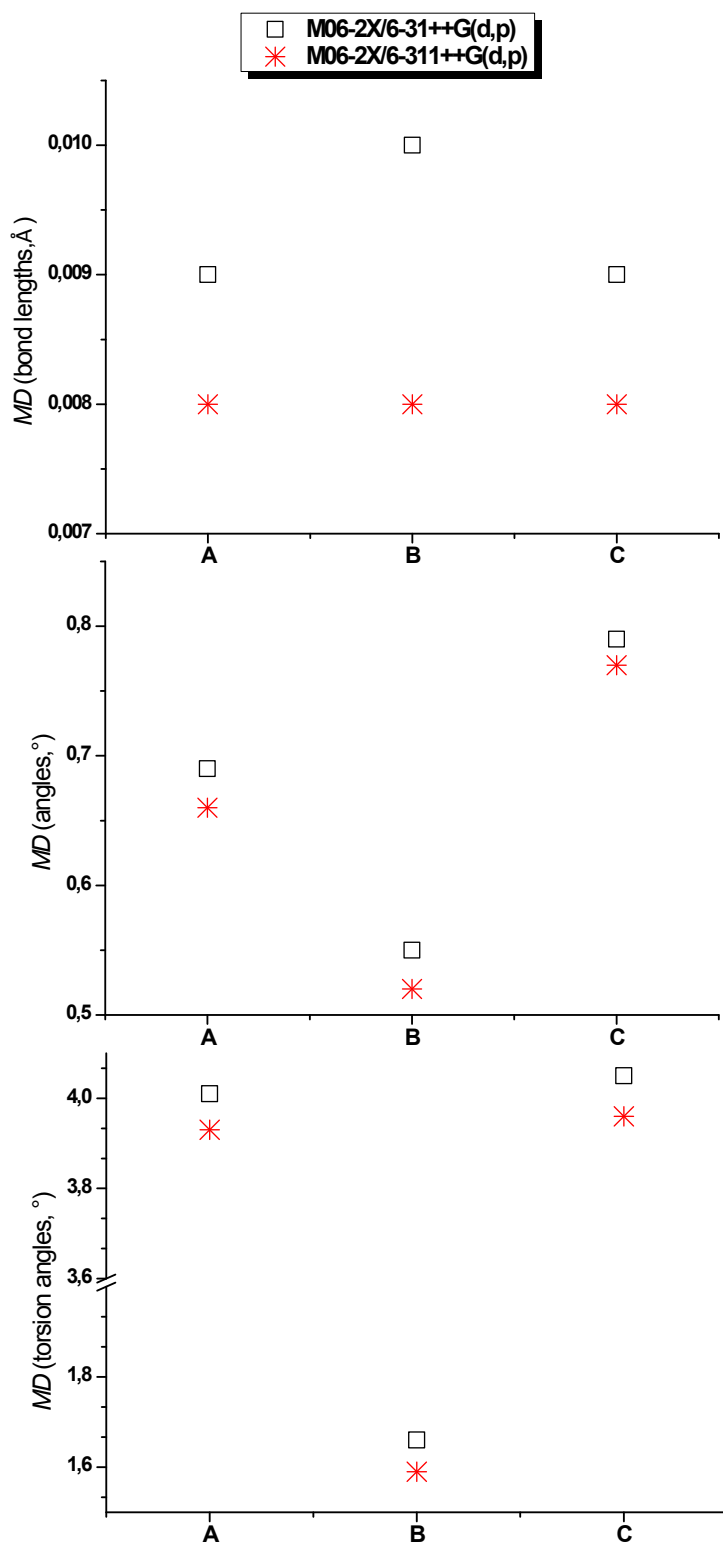 M06-2X/6-31++G(d,p)
M06-2X/6-311++G(d,p)
MD (bond lengths,Å)
0,010
0,009
0,008
0,007
A B C
MD (angles,°)
0,8
0,7
0,6
0,5
A B C
MD (torsion angles, °)
4,0
3,8
3,6
1,8
1,6
A B C